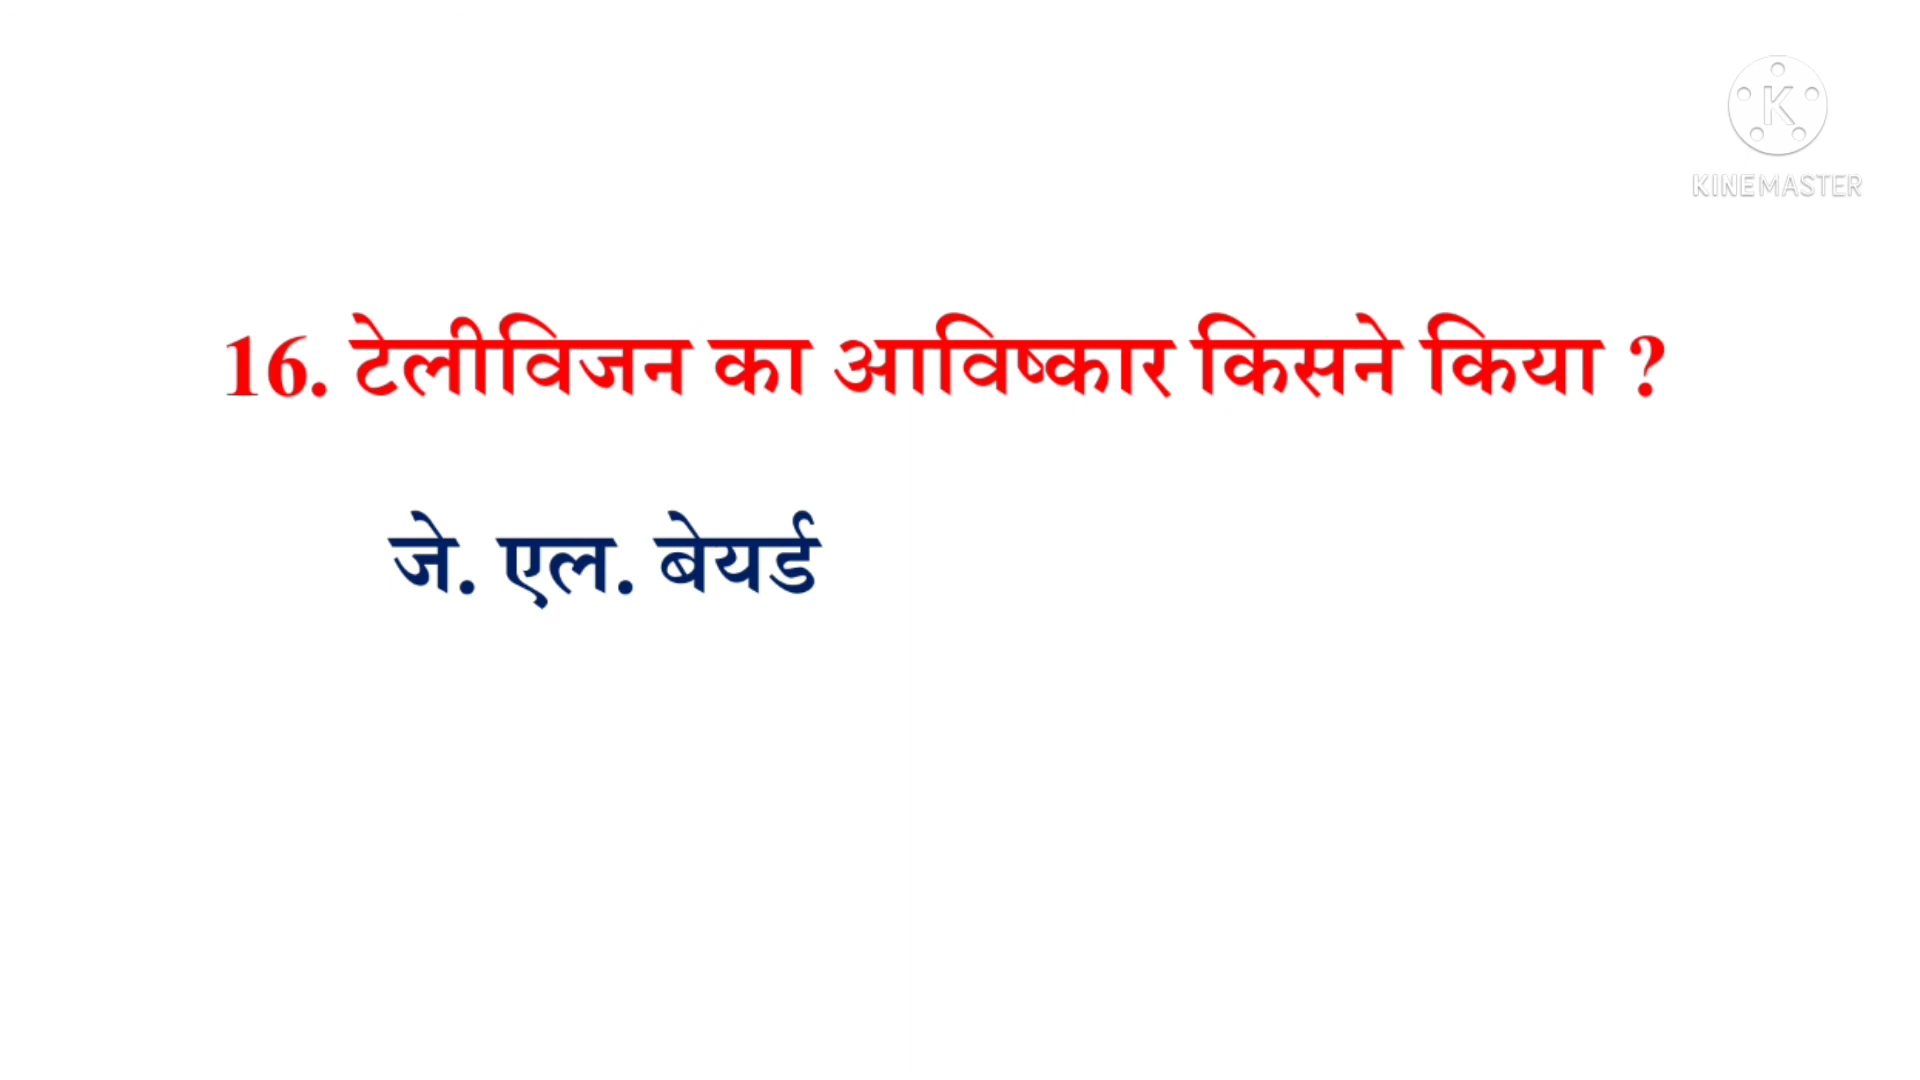 KINEMASTER
16. टेलीविजन का आविष्कार किसने किया ?
जे. एल. बेयर्ड